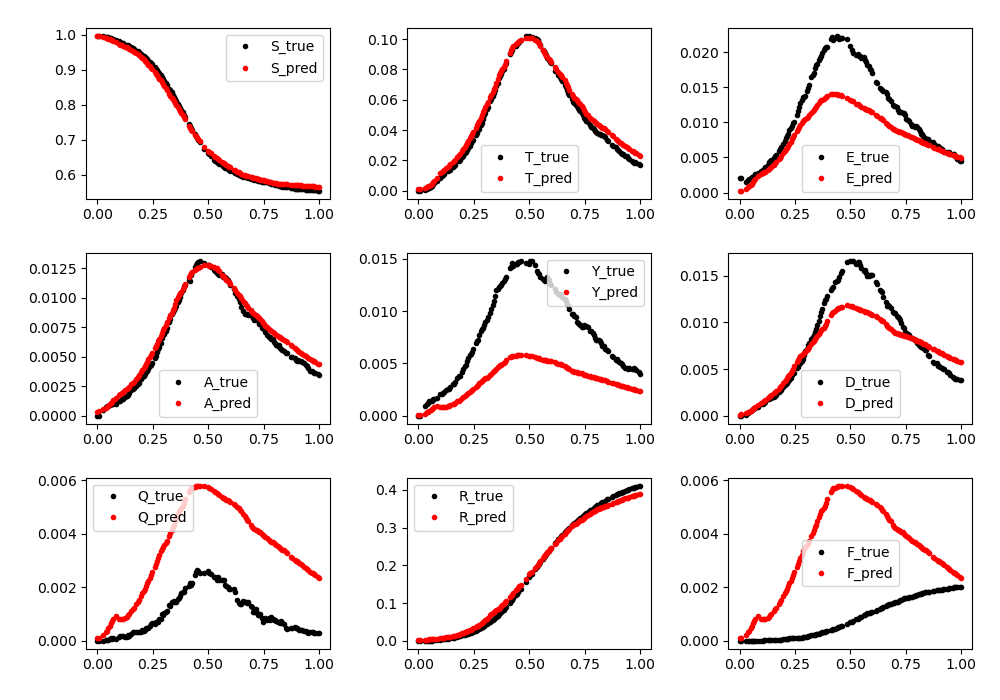 1.0
0.9
0.8
0.7
0.6
0.00 0.25 0.50 0.75 1.00
S_true
S_pred
0.10
0.08
0.06
0.04
0.02
0.00
0.00 0.25 0.50 0.75 1.00
T_true
T_pred
0.020
0.015
0.010
0.005
0.000
0.00 0.25 0.50 0.75 1.00
E_true
E_pred
0.0125
0.0100
0.0075
0.0050
0.0025
0.0000
0.00 0.25 0.50 0.75 1.00
A_true
A_pred
0.015
0.010
0.005
0.000
0.00 0.25 0.50 0.75 1.00
Y_true
Y_pred
0.015
0.010
0.005
0.000
0.00 0.25 0.50 0.75 1.00
D_true
D_pred
0.006
0.004
0.002
0.000
0.00 0.25 0.50 0.75 1.00
Q_true
Q_pred
0.4
0.3
0.2
0.1
0.0
0.00 0.25 0.50 0.75 1.00
R_true
R_pred
0.006
0.004
0.002
0.000
0.00 0.25 0.50 0.75 1.00
F_true
F_pred